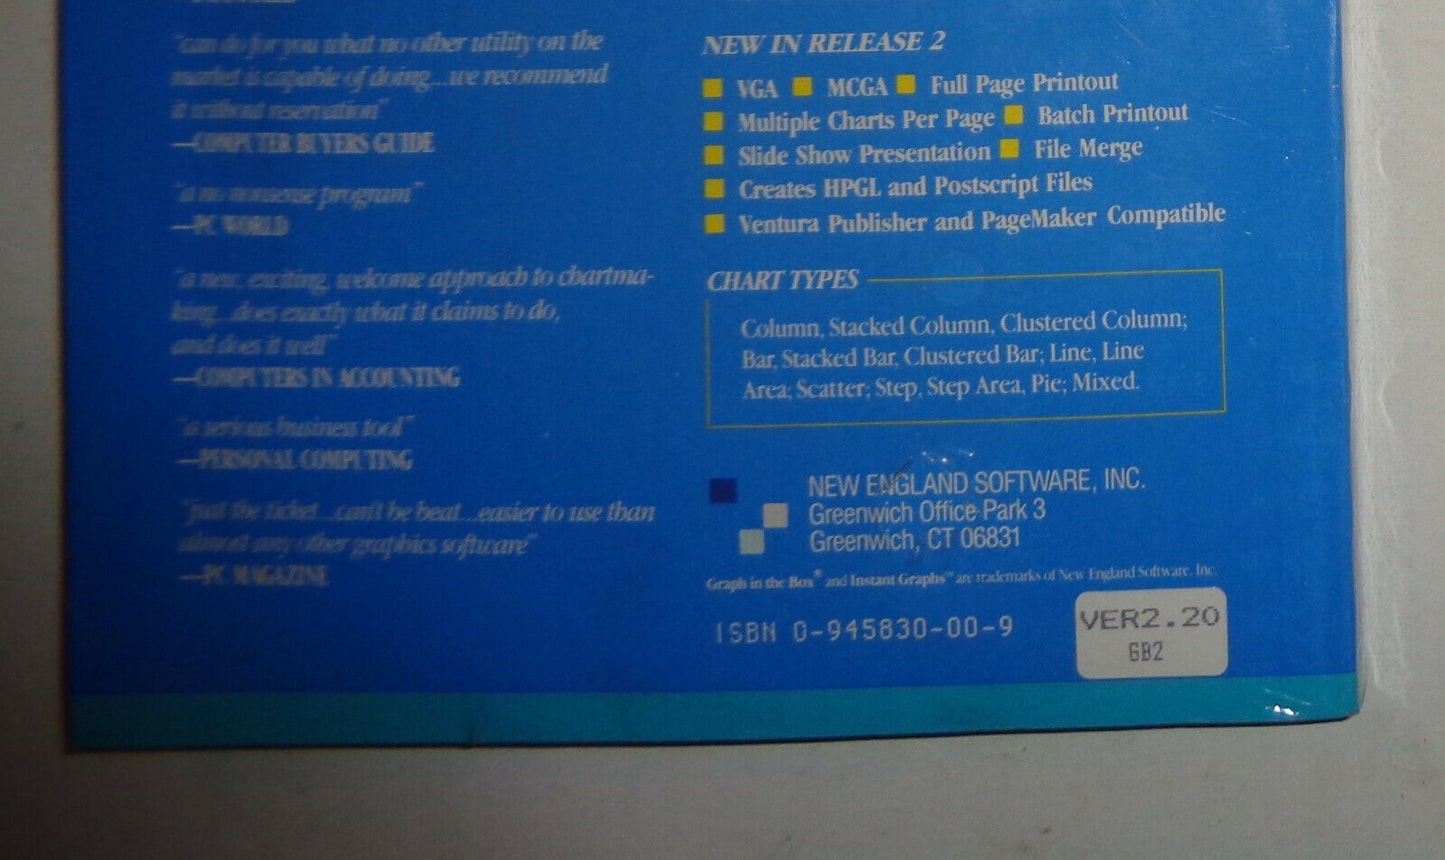 "can do for you what no other utility on the
market is capable of doing...we recommend
it without reservation"
—COMPUTER BUYERS GUIDE
"a no nonsense program"
—PC WORLD
"a new, exciting, welcome approach to chartma-
king...does exactly what it claims to do,
and does it well"
—COMPUTERS IN ACCOUNTING
"a serious business tool"
—PERSONAL COMPUTING
"just the ticket...can't be beat...easier to use than
almost any other graphics software"
—PC MAGAZINE
NEW IN RELEASE 2
VGA MCGA Full Page Printout
Multiple Charts Per Page Batch Printout
Slide Show Presentation File Merge
Creates HPGL and Postscript Files
Ventura Publisher and PageMaker Compatible
CHART TYPES
Column, Stacked Column, Clustered Column;
Bar, Stacked Bar, Clustered Bar; Line, Line
Area; Scatter; Step, Step Area, Pie; Mixed.
NEW ENGLAND SOFTWARE, INC.
Greenwich Office Park 3
Greenwich, CT 06831
Graph in the Box® and Instant Graphs™ are trademarks of New England Software, Inc.
ISBN 0-945830-00-9
VER2.20
GB2